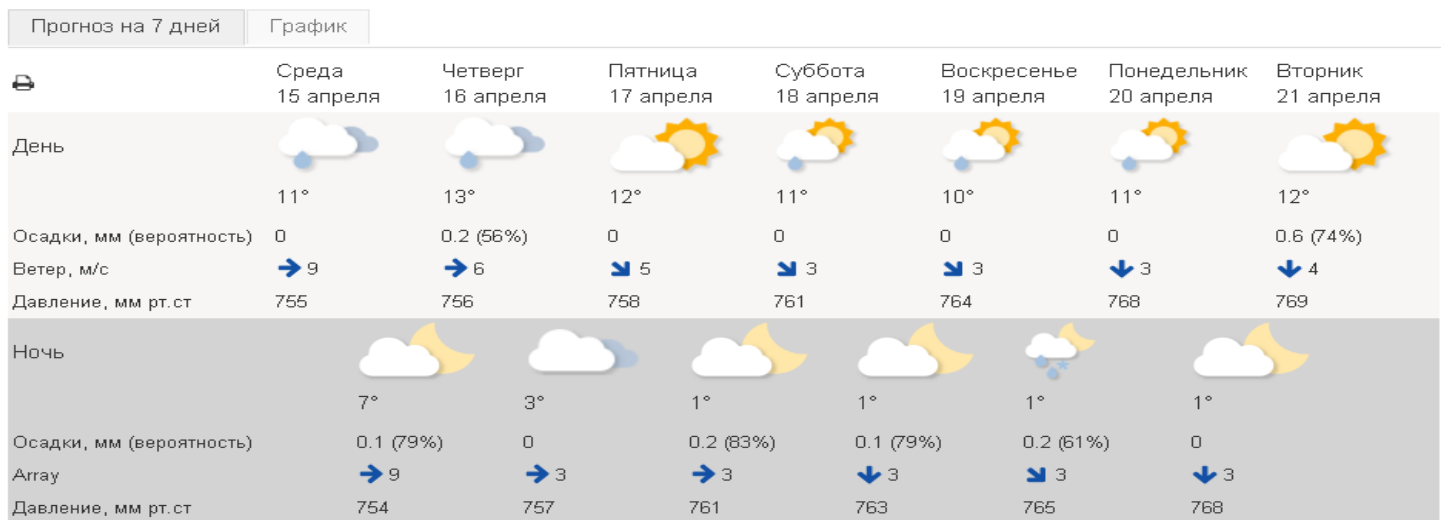 Прогноз на 7 дней График
Среда Четверг Пятница Суббота Воскресенье Понедельник Вторник
15 апреля 16 апреля 17 апреля 18 апреля 19 апреля 20 апреля 21 апреля
День
11° 13° 12° 11° 10° 11° 12°
Осадки, мм (вероятность) 0 0.2 (56%) 0 0 0 0 0.6 (74%)
Ветер, м/с 9 6 5 3 3 3 4
Давление, мм рт.ст 755 756 758 761 764 768 769
Ночь
7° 3° 1° 1° 1° 1°
Осадки, мм (вероятность) 0.1 (79%) 0 0.2 (83%) 0.1 (79%) 0.2 (61%) 0
Array 9 3 3 3 3 3
Давление, мм рт.ст 754 757 761 763 765 768